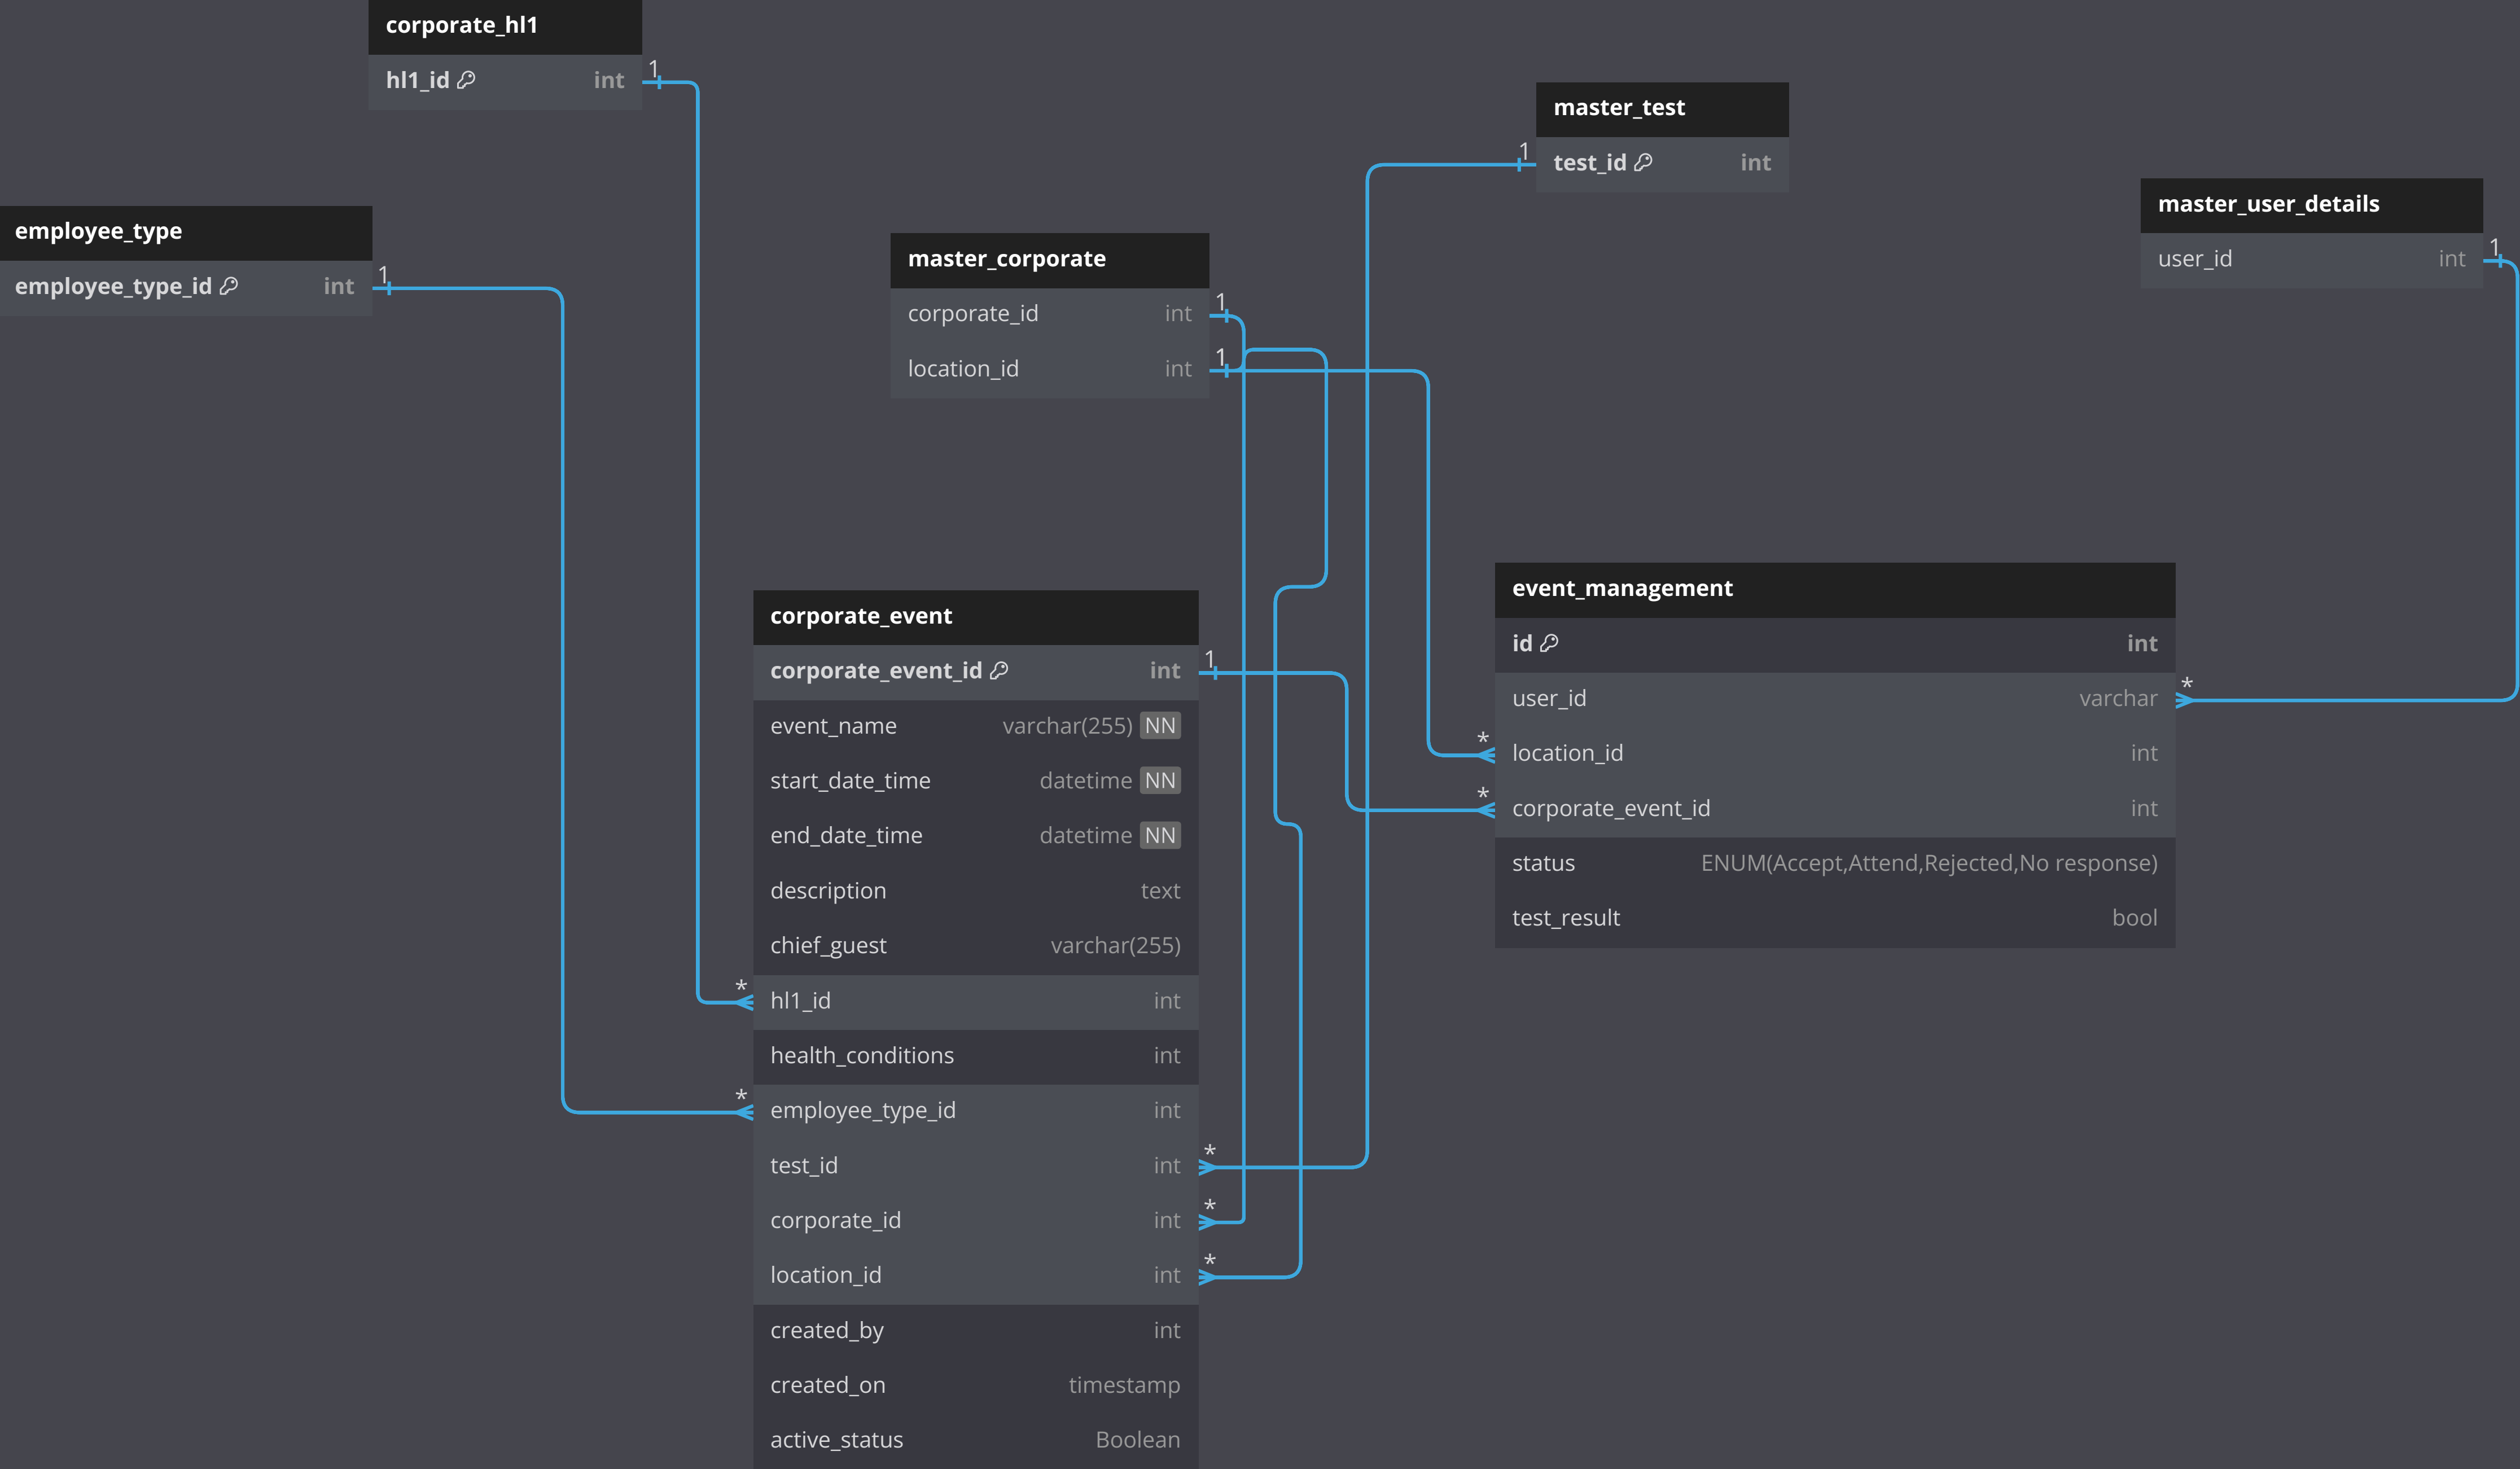 corporate_hl1
hl1_id int
1
master_test
test_id int
1
master_user_details
user_id int
1
employee_type
employee_type_id int
1
master_corporate
corporate_id int
1
location_id int
1
corporate_event
corporate_event_id int
1
event_name varchar(255) NN
start_date_time datetime NN
end_date_time datetime NN
description text
chief_guest varchar(255)
*
hl1_id int
health_conditions int
*
employee_type_id int
test_id int
*
corporate_id int
*
location_id int
*
created_by int
created_on timestamp
active_status Boolean
event_management
id int
user_id varchar
*
*
location_id int
*
corporate_event_id int
status ENUM(Accept,Attend,Rejected,No response)
test_result bool